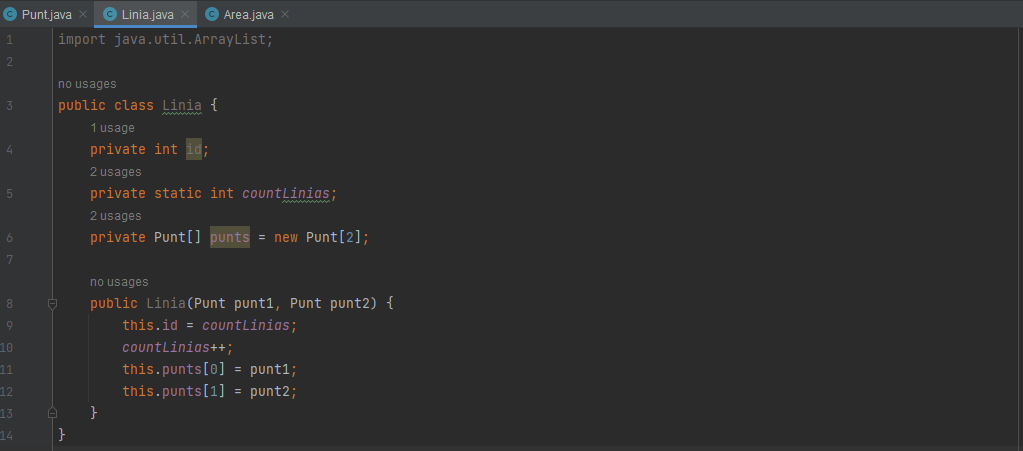 Punt.java Linia.java Area.java
1 import java.util.ArrayList;
2
no usages
3 public class Linia {
1 usage
4 private int id;
2 usages
5 private static int countLinias;
2 usages
6 private Punt[] punts = new Punt[2];
7
no usages
8 public Linia(Punt punt1, Punt punt2) {
9 this.id = countLinias;
10 countLinias++;
11 this.punts[0] = punt1;
12 this.punts[1] = punt2;
13 }
14 }